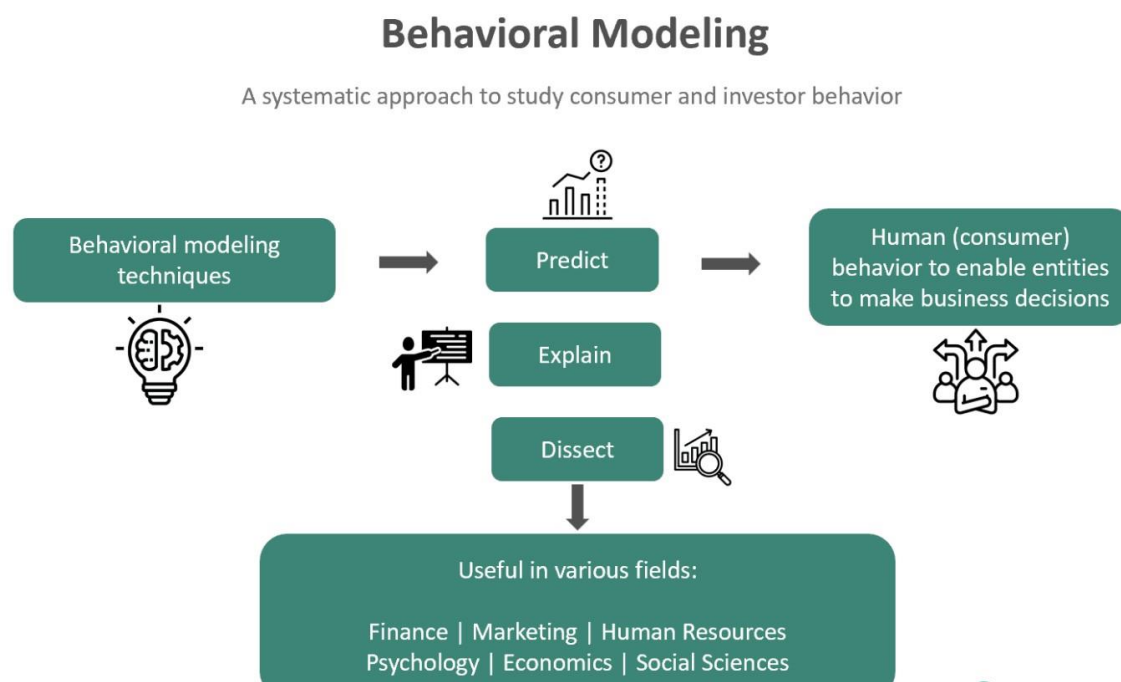 Behavioral Modeling
A systematic approach to study consumer and investor behavior
Behavioral modeling
techniques
Predict
Human (consumer)
behavior to enable entities
to make business decisions
Explain
Dissect
Useful in various fields:
Finance | Marketing | Human Resources
Psychology | Economics | Social Sciences